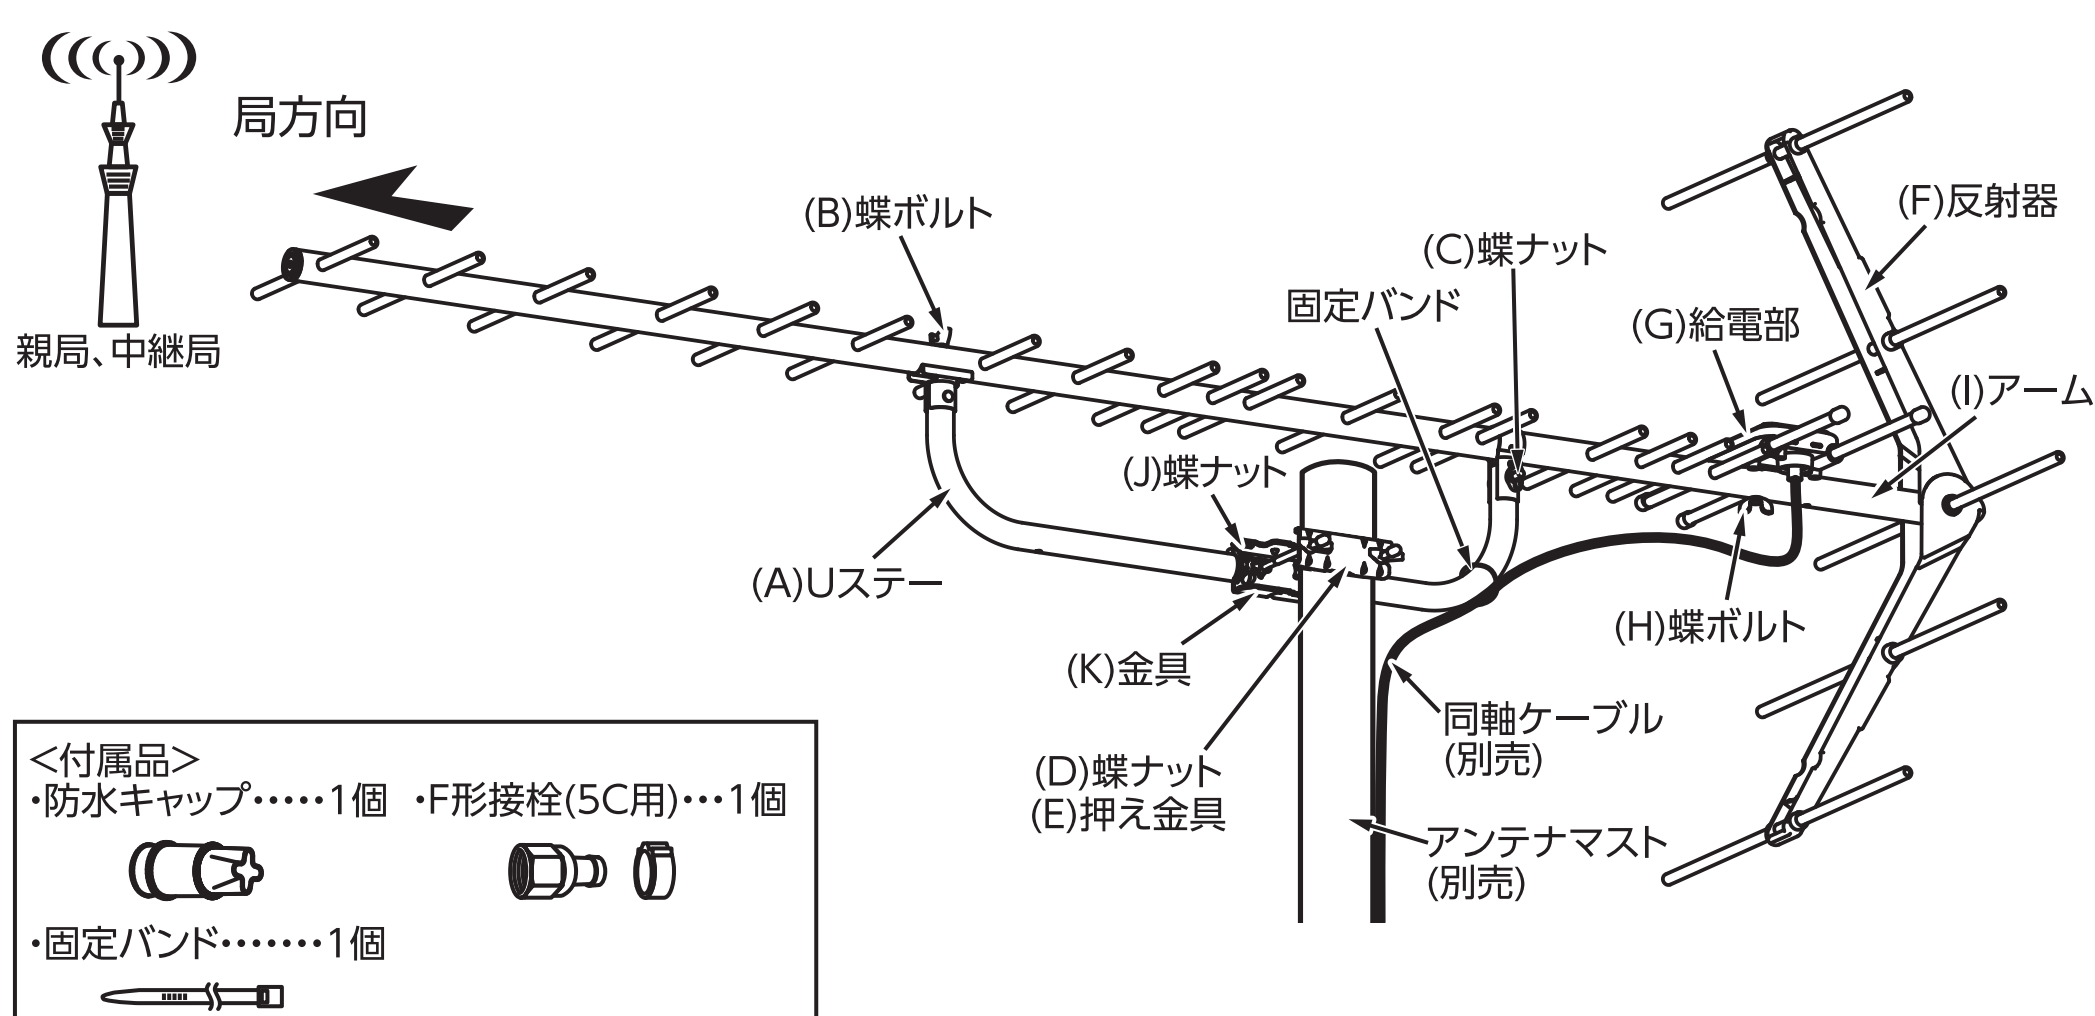 局方向
親局、中継局
(B)蝶ボルト
(C)蝶ナット
固定バンド
(F)反射器
(G)給電部
(I)アーム
(J)蝶ナット
(A)Uステー
(K)金具
(H)蝶ボルト
同軸ケーブル
(別売)
(D)蝶ナット
(E)押え金具
アンテナマスト
(別売)
<付属品>
・防水キャップ・・・・・1個
・F形接栓(5C用)・・・1個
・固定バンド・・・・・・・1個